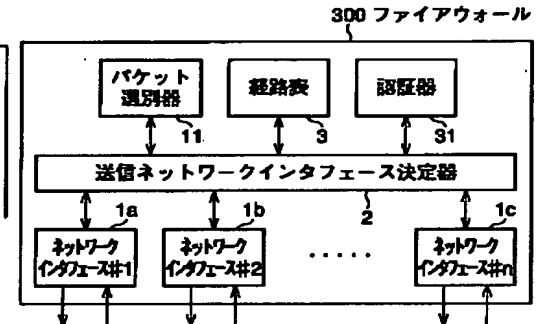 300 ファイアウォール
パケット
選別器
経路表
認証器
11
3
31
送信ネットワークインタフェース決定器
2
1a
1b
1c
ネットワーク
インタフェース#1
ネットワーク
インタフェース#2
.....
ネットワーク
インタフェース#n